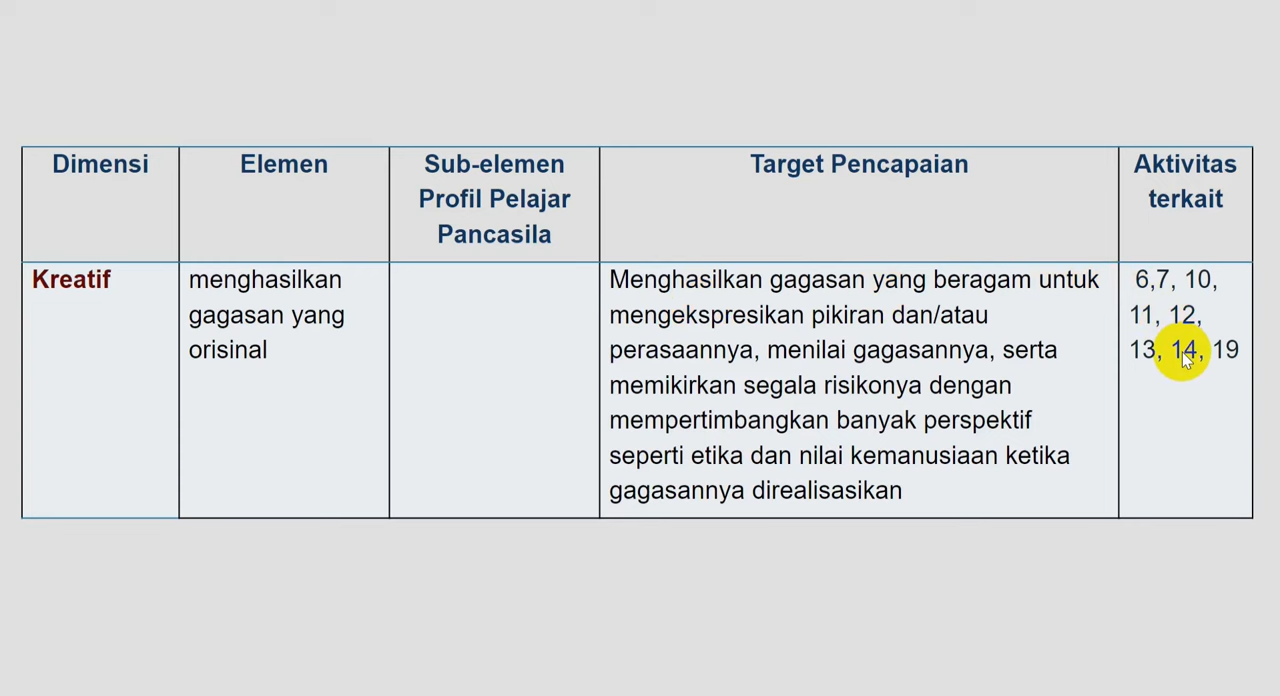 Dimensi
Elemen
Sub-elemen
Profil Pelajar
Pancasila
Target Pencapaian
Aktivitas
terkait
Kreatif
menghasilkan
gagasan yang
orisinal
Menghasilkan gagasan yang beragam untuk
mengekspresikan pikiran dan/atau
perasaannya, menilai gagasannya, serta
memikirkan segala risikonya dengan
mempertimbangkan banyak perspektif
seperti etika dan nilai kemanusiaan ketika
gagasannya direalisasikan
6,7, 10,
11, 12,
13, 14, 19